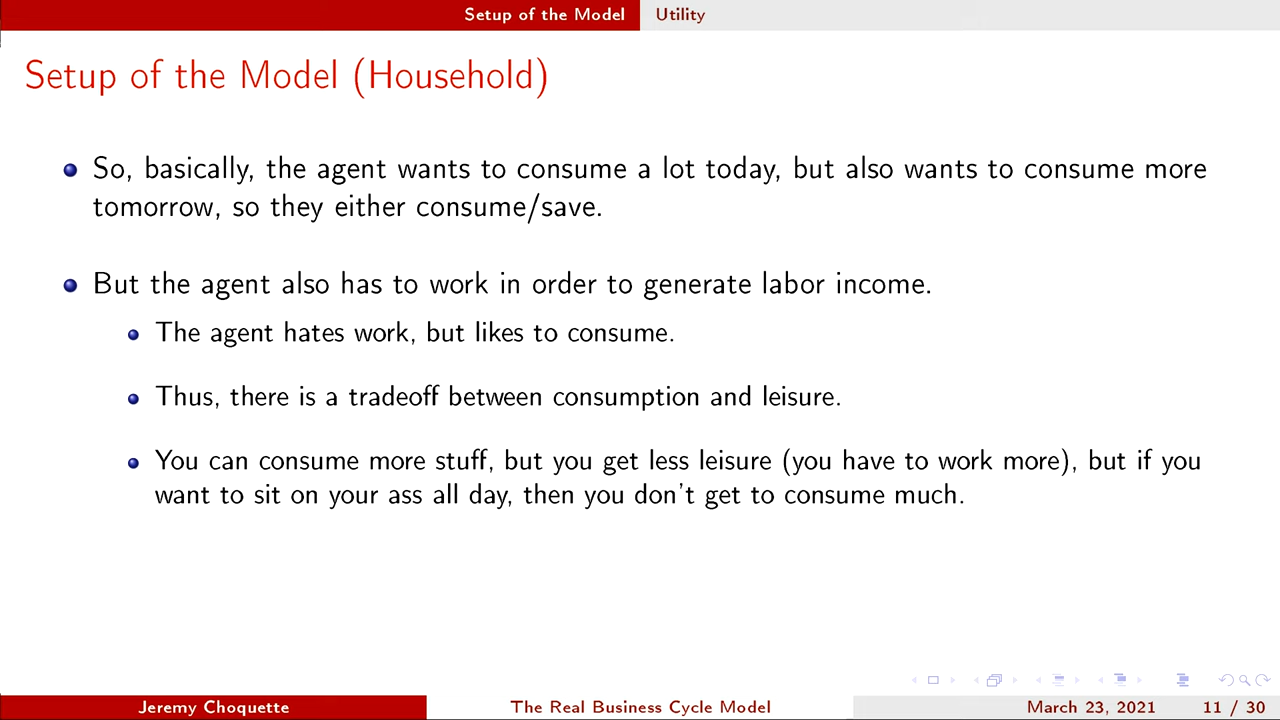 Setup of the Model Utility
Setup of the Model (Household)
So, basically, the agent wants to consume a lot today, but also wants to consume more
tomorrow, so they either consume/save.
But the agent also has to work in order to generate labor income.
The agent hates work, but likes to consume.
Thus, there is a tradeoff between consumption and leisure.
You can consume more stuff, but you get less leisure (you have to work more), but if you
want to sit on your ass all day, then you don't get to consume much.
Jeremy Choquette The Real Business Cycle Model March 23, 2021 11 / 30